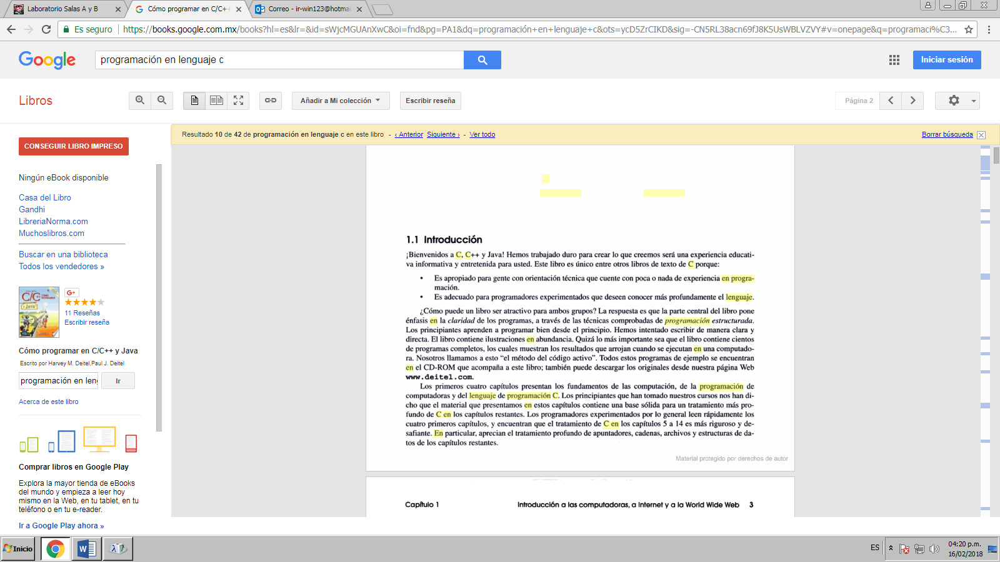 Laboratorio Salas A y B
Cómo programar en C/C++
Correo - ir-win123@hotmai
Es seguro
https://books.google.com.mx/books?hl=es&lr=&id=sWjcMGUAnXwC&oi=fnd&pg=PA1&dq=programación+en+lenguaje+c&ots=ycD5ZrCIKD&sig=-CN5RL38acn69fJ8K5UsWBLVZVY#v=onepage&q=programaci%C3...
Google
programación en lenguaje c
Iniciar sesión
Libros
Añadir a Mi colección
Escribir reseña
Página 2
CONSEGUIR LIBRO IMPRESO
Ningún eBook disponible
Casa del Libro
Gandhi
LibreriaNorma.com
Muchoslibros.com
Buscar en una biblioteca
Todos los vendedores »
C/C++
y Java
G+
11 Reseñas
Escribir reseña
Cómo programar en C/C++ y Java
Escrito por Harvey M. Deitel,Paul J. Deitel
programación en leng
Ir
Acerca de este libro
Comprar libros en Google Play
Explora la mayor tienda de eBooks
del mundo y empieza a leer hoy
mismo en la Web, en tu tablet, en tu
teléfono o en tu e-reader.
Ir a Google Play ahora »
Resultado 10 de 42 de programación en lenguaje c en este libro - ‹ Anterior Siguiente › - Ver todo
Borrar búsqueda
1.1 Introducción
¡Bienvenidos a C, C++ y Java! Hemos trabajado duro para crear lo que creemos será una experiencia educati-
va informativa y entretenida para usted. Este libro es único entre otros libros de texto de C porque:
• Es apropiado para gente con orientación técnica que cuente con poco o nada de experiencia en progra-
mación.
• Es adecuado para programadores experimentados que deseen conocer más profundamente el lenguaje.
¿Cómo puede un libro ser atractivo para ambos grupos? La respuesta es que la parte central del libro pone
énfasis en la claridad de los programas, a través de las técnicas comprobadas de programación estructurada.
Los principiantes aprenden a programar bien desde el principio. Hemos intentado escribir de manera clara y
directa. El libro contiene ilustraciones en abundancia. Quizá lo más importante sea que el libro contiene cientos
de programas completos, los cuales muestran los resultados que arrojan cuando se ejecutan en una computado-
ra. Nosotros llamamos a esto “el método del código activo”. Todos estos programas de ejemplo se encuentran
en el CD-ROM que acompaña a este libro; también puede descargar los originales desde nuestra página Web
www.deitel.com.
Los primeros cuatro capítulos presentan los fundamentos de las computación, de la programación de
computadoras y del lenguaje de programación C. Los principiantes que han tomado nuestros cursos nos han di-
cho que el material que presentamos en estos capítulos contiene una base sólida para un tratamiento más pro-
fundo de C en los capítulos restantes. Los programadores experimentados por lo general leen rápidamente los
cuatro primeros capítulos, y encuentran que el tratamiento de C en los capítulos 5 a 14 es más riguroso y de-
safiante. En particular, aprecian el tratamiento profundo de apuntadores, cadenas, archivos y estructuras de da-
tos de los capítulos restantes.
Material protegido por derechos de autor
Capítulo 1
Introducción a las computadoras, a Internet y a la World Wide Web 3
Inicio
ES
04:20 p.m.
16/02/2018